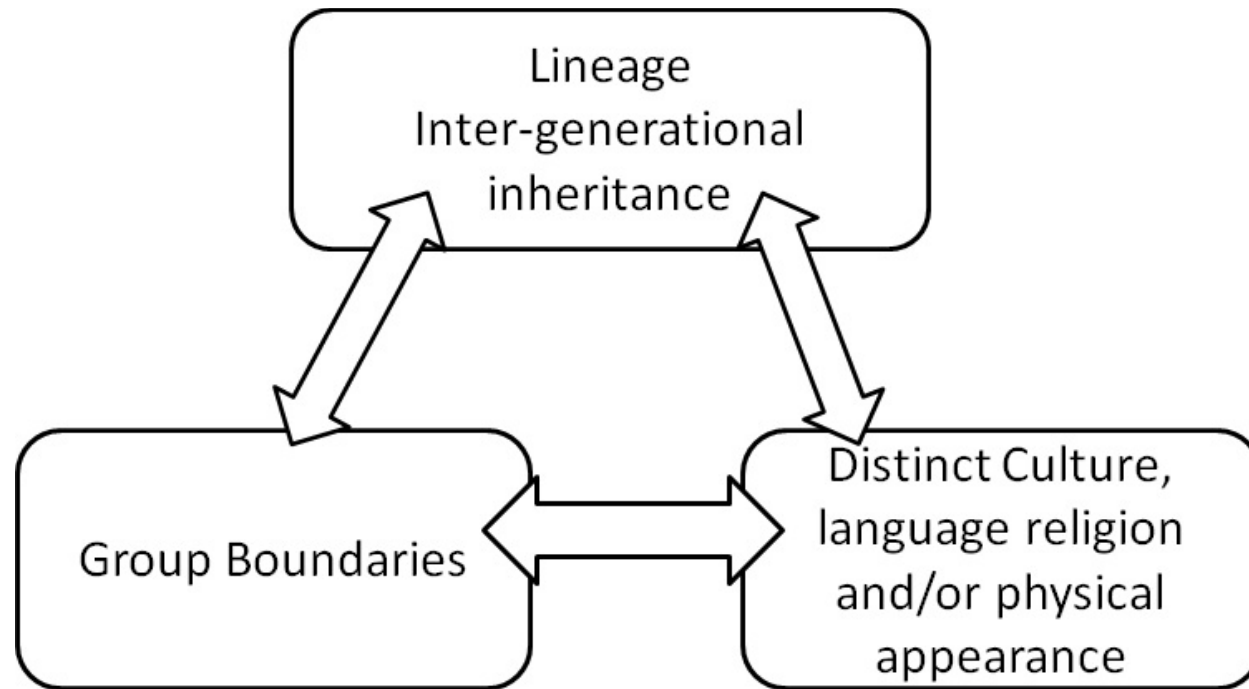 Lineage
Inter-generational
inheritance
Group Boundaries
Distinct Culture,
language religion
and/or physical
appearance